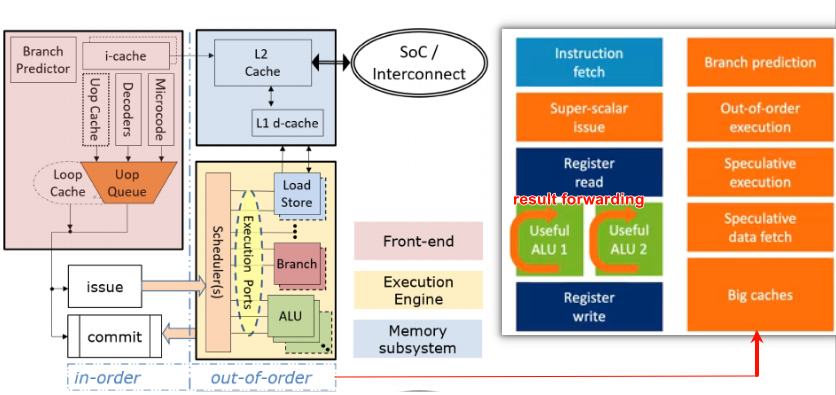 Branch
Predictor
i-cache
Uop Cache
Decoders
Microcode
Loop
Cache
Uop
Queue
issue
commit
in-order
out-of-order
L2
Cache
L1 d-cache
SoC /
Interconnect
Scheduler(s)
Execution Ports
Load
Store
Branch
ALU
Front-end
Execution
Engine
Memory
subsystem
Instruction
fetch
Super-scalar
issue
Register
read
result forwarding
Useful
ALU 1
Useful
ALU 2
Register
write
Branch prediction
Out-of-order
execution
Speculative
execution
Speculative
data fetch
Big caches